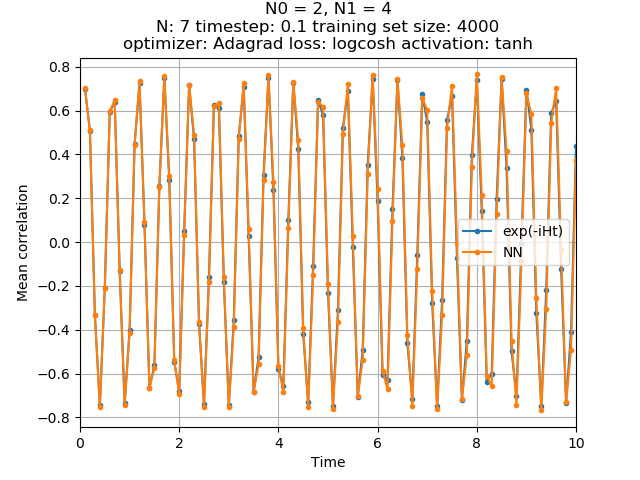 N0 = 2, N1 = 4
N: 7 timestep: 0.1 training set size: 4000
optimizer: Adagrad loss: logcosh activation: tanh
0.8
0.6
0.4
0.2
0.0
−0.2
−0.4
−0.6
−0.8
Mean correlation
exp(-iHt)
NN
0
2
4
6
8
10
Time